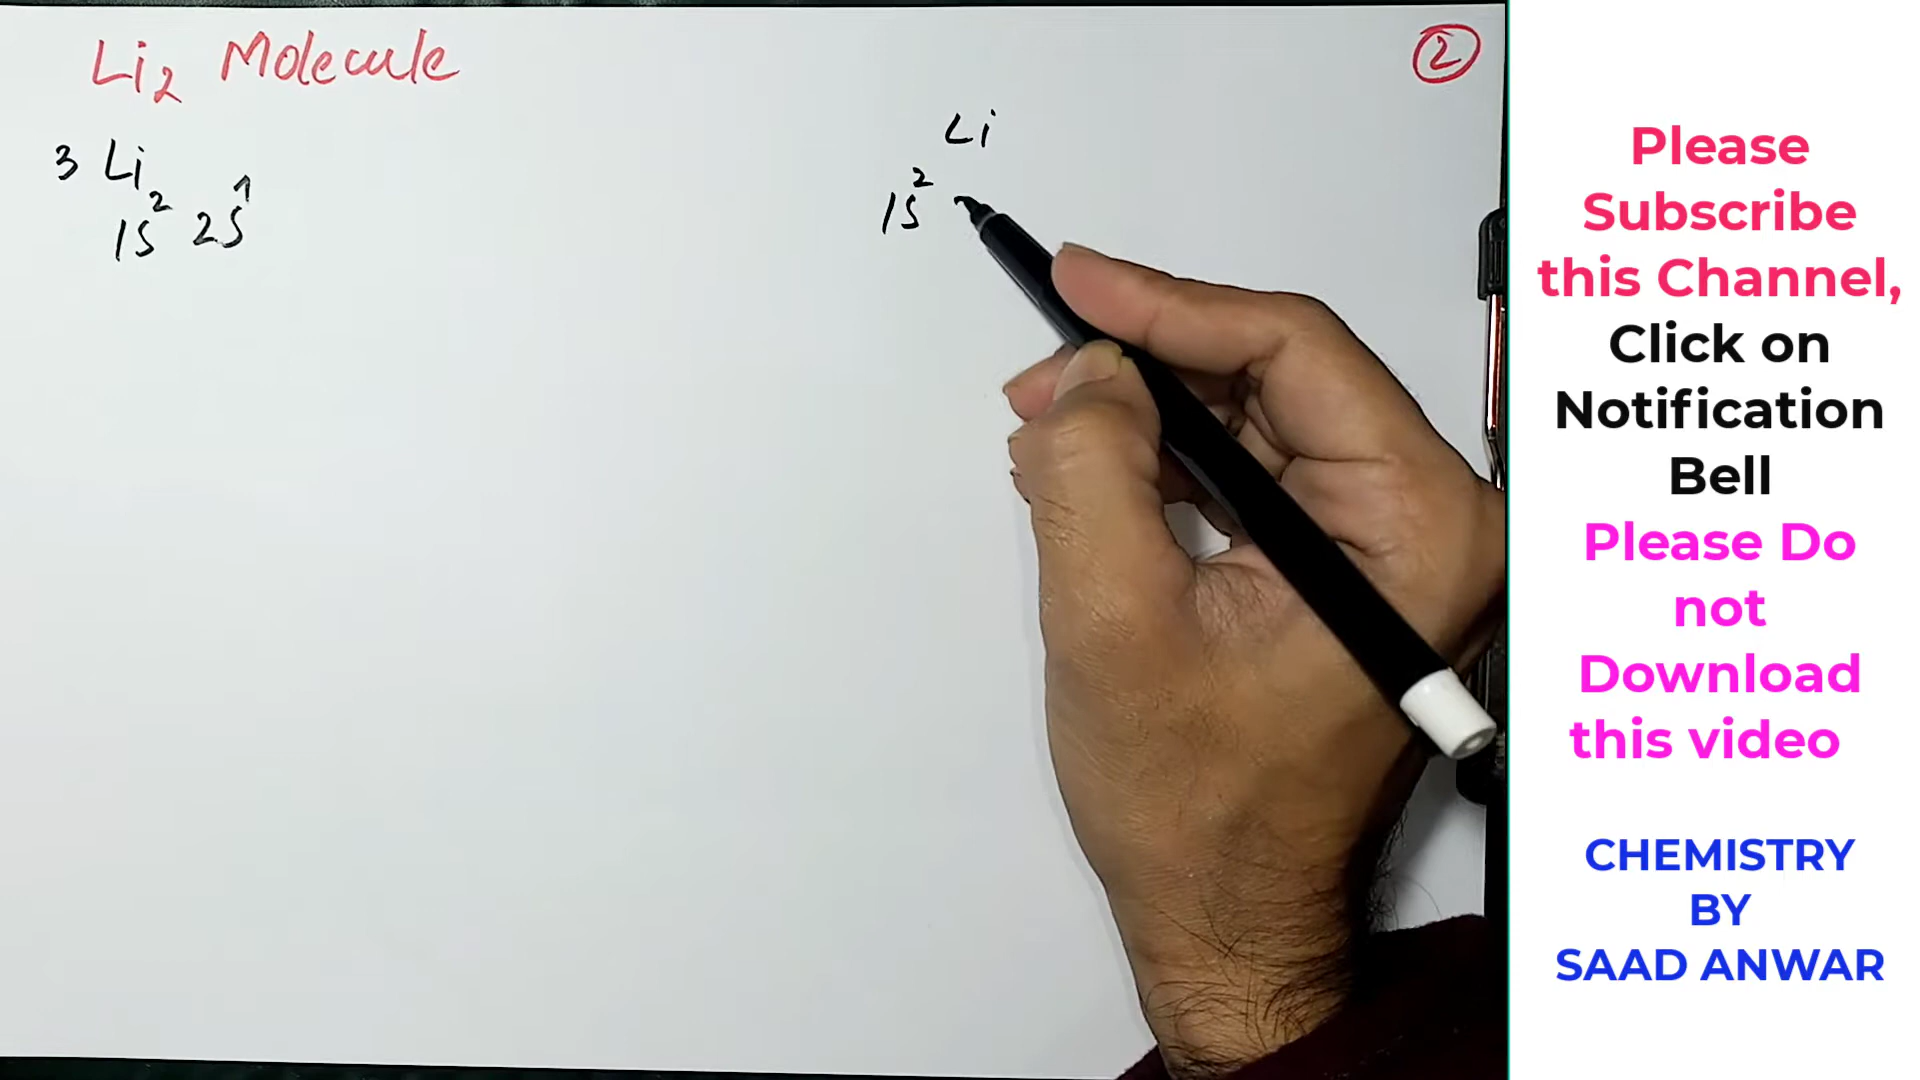 Li₂ Molecule
2
3 Li
1s² 2s¹
Li
1s²
Please
Subscribe
this Channel,
Click on
Notification
Bell
Please Do
not
Download
this video
CHEMISTRY
BY
SAAD ANWAR